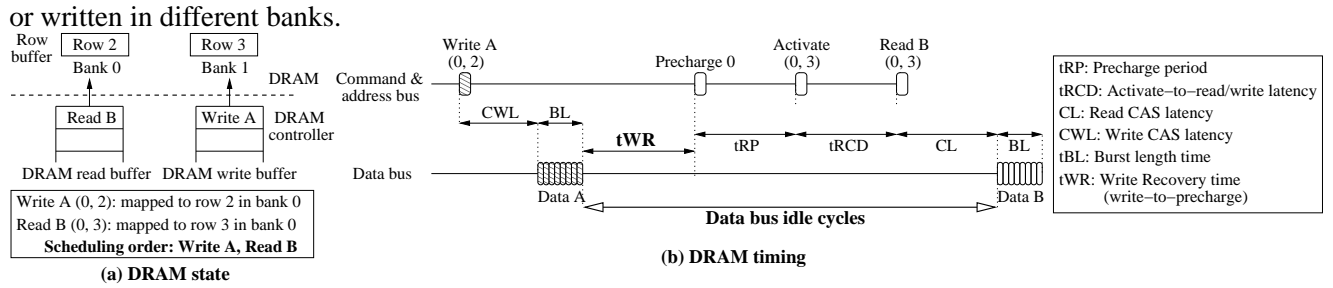 or written in different banks.
Row buffer
Row 2
Row 3
Bank 0
Bank 1
DRAM
Read B
Write A
DRAM controller
DRAM read buffer
DRAM write buffer
Write A (0, 2): mapped to row 2 in bank 0
Read B (0, 3): mapped to row 3 in bank 0
Scheduling order: Write A, Read B
(a) DRAM state
Write A
(0, 2)
Precharge 0
Activate
(0, 3)
Read B
(0, 3)
Command &
address bus
CWL
BL
tWR
tRP
tRCD
CL
BL
Data bus
Data A
Data B
Data bus idle cycles
(b) DRAM timing
tRP: Precharge period
tRCD: Activate−to−read/write latency
CL: Read CAS latency
CWL: Write CAS latency
tBL: Burst length time
tWR: Write Recovery time
(write−to−precharge)